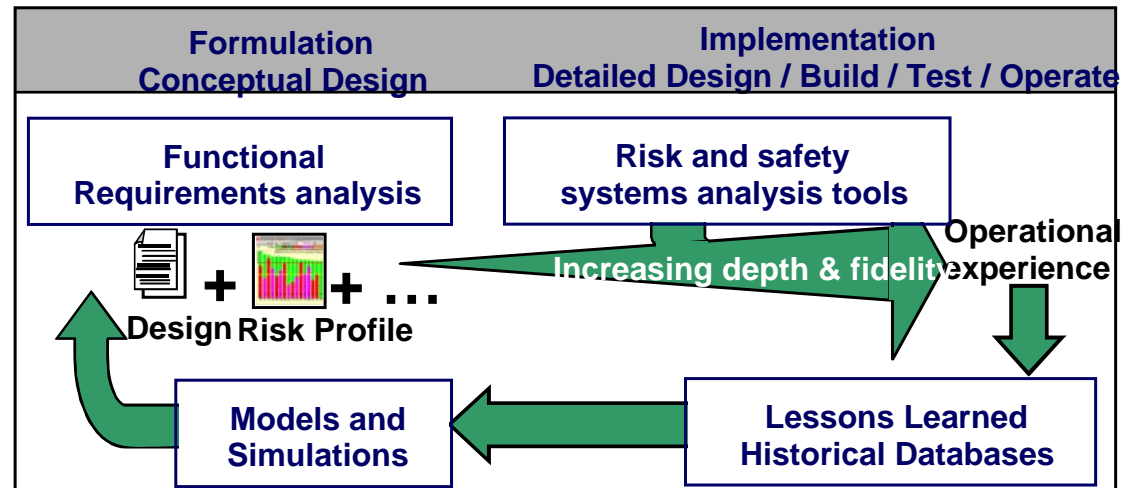 Formulation
Conceptual Design
Implementation
Detailed Design / Build / Test / Operate
Functional
Requirements analysis
Risk and safety
systems analysis tools
+
+ ...
Design
Risk Profile
Increasing depth & fidelity
Operational
experience
Models and
Simulations
Lessons Learned
Historical Databases